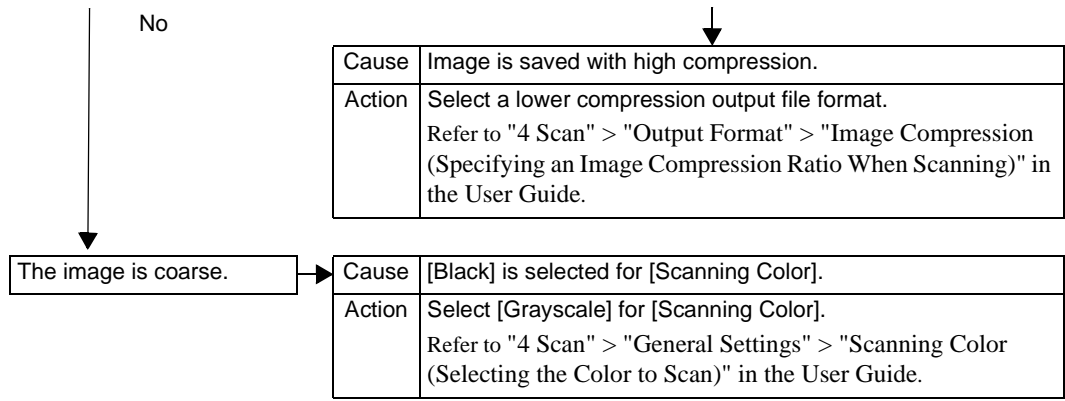 No
Cause
Image is saved with high compression.
Action
Select a lower compression output file format.
Refer to "4 Scan" > "Output Format" > "Image Compression
(Specifying an Image Compression Ratio When Scanning)" in
the User Guide.
The image is coarse.
Cause
[Black] is selected for [Scanning Color].
Action
Select [Grayscale] for [Scanning Color].
Refer to "4 Scan" > "General Settings" > "Scanning Color
(Selecting the Color to Scan)" in the User Guide.